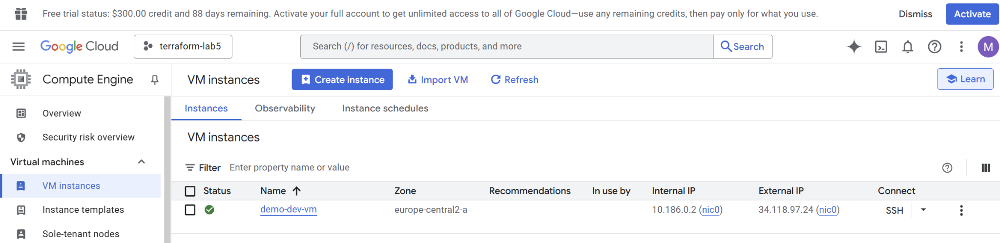 Free trial status: $300.00 credit and 88 days remaining. Activate your full account to get unlimited access to all of Google Cloud—use any remaining credits, then pay only for what you use.
Dismiss
Activate
Google Cloud
terraform-lab5
Search (/) for resources, docs, products, and more
Search
M
Compute Engine
VM instances
Create instance
Import VM
Refresh
Learn
Overview
Security risk overview
Virtual machines
VM instances
Instance templates
Sole-tenant nodes
Instances Observability Instance schedules
VM instances
Filter Enter property name or value
Status Name Zone Recommendations In use by Internal IP External IP Connect
demo-dev-vm europe-central2-a 10.186.0.2 (nic0) 34.118.97.24 (nic0) SSH